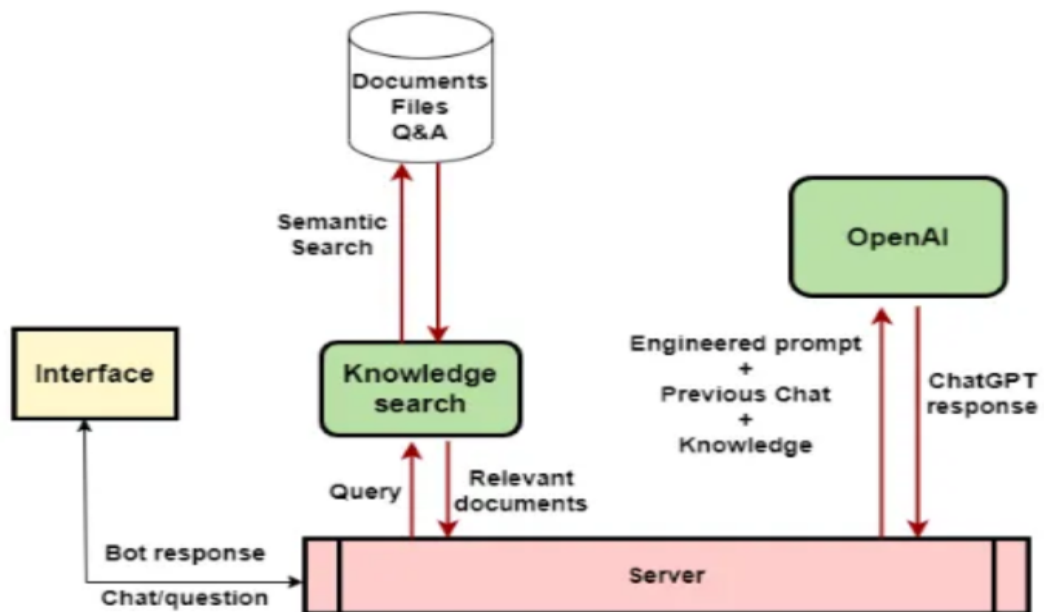 Documents
Files
Q&A
Semantic
Search
OpenAI
Interface
Knowledge
search
Engineered prompt
+
Previous Chat
+
Knowledge
ChatGPT
response
Query
Relevant
documents
Bot response
Chat/question
Server